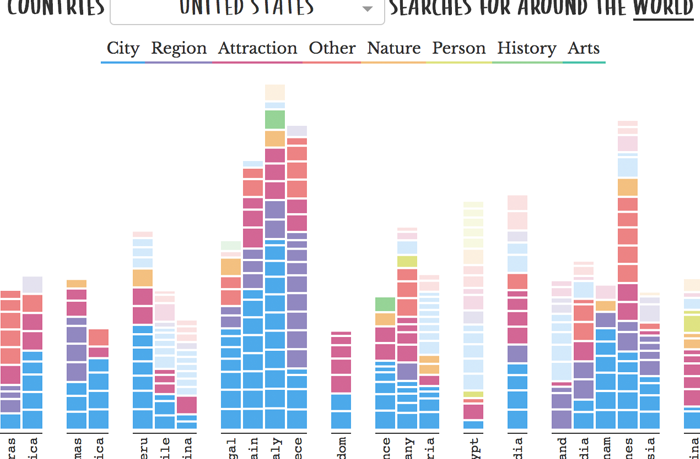 COUNTRIES UNITED STATES SEARCHES FOR AROUND THE WORLD
City Region Attraction Other Nature Person History Arts
ras ica mas ica eru ile ina gal ain aly ece dom nce any ria ypt dia and dia nam nes sia ina